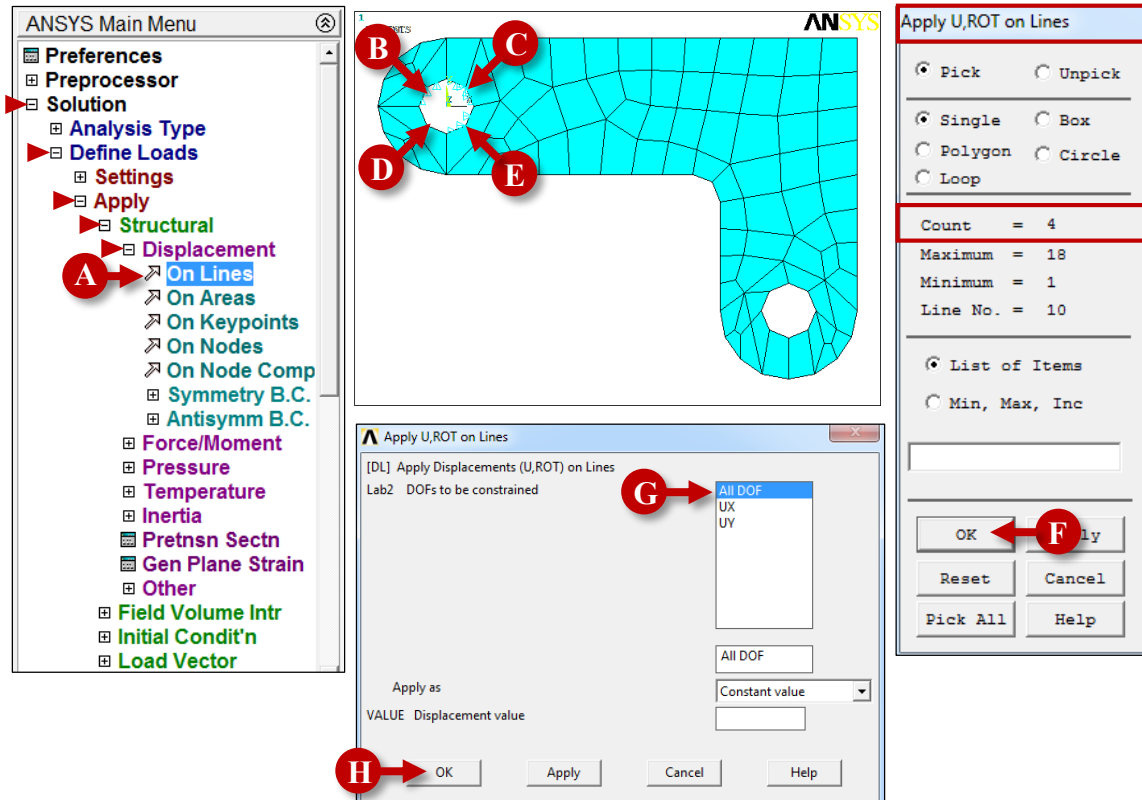 ANSYS Main Menu
Preferences
Preprocessor
Solution
Analysis Type
Define Loads
Settings
Apply
Structural
Displacement
A
On Lines
On Areas
On Keypoints
On Nodes
On Node Comp
Symmetry B.C.
Antisymm B.C.
Force/Moment
Pressure
Temperature
Inertia
Pretnsn Sectn
Gen Plane Strain
Other
Field Volume Intr
Initial Condit'n
Load Vector
1
ANSYS
B
C
D
E
Apply U,ROT on Lines
[DL] Apply Displacements (U,ROT) on Lines
Lab2 DOFs to be constrained
G
All DOF
UX
UY
All DOF
Apply as
Constant value
VALUE Displacement value
H
OK Apply Cancel Help
Apply U,ROT on Lines
Pick Unpick
Single Box
Polygon Circle
Loop
Count = 4
Maximum = 18
Minimum = 1
Line No. = 10
List of Items
Min, Max, Inc
OK F ly
Reset Cancel
Pick All Help